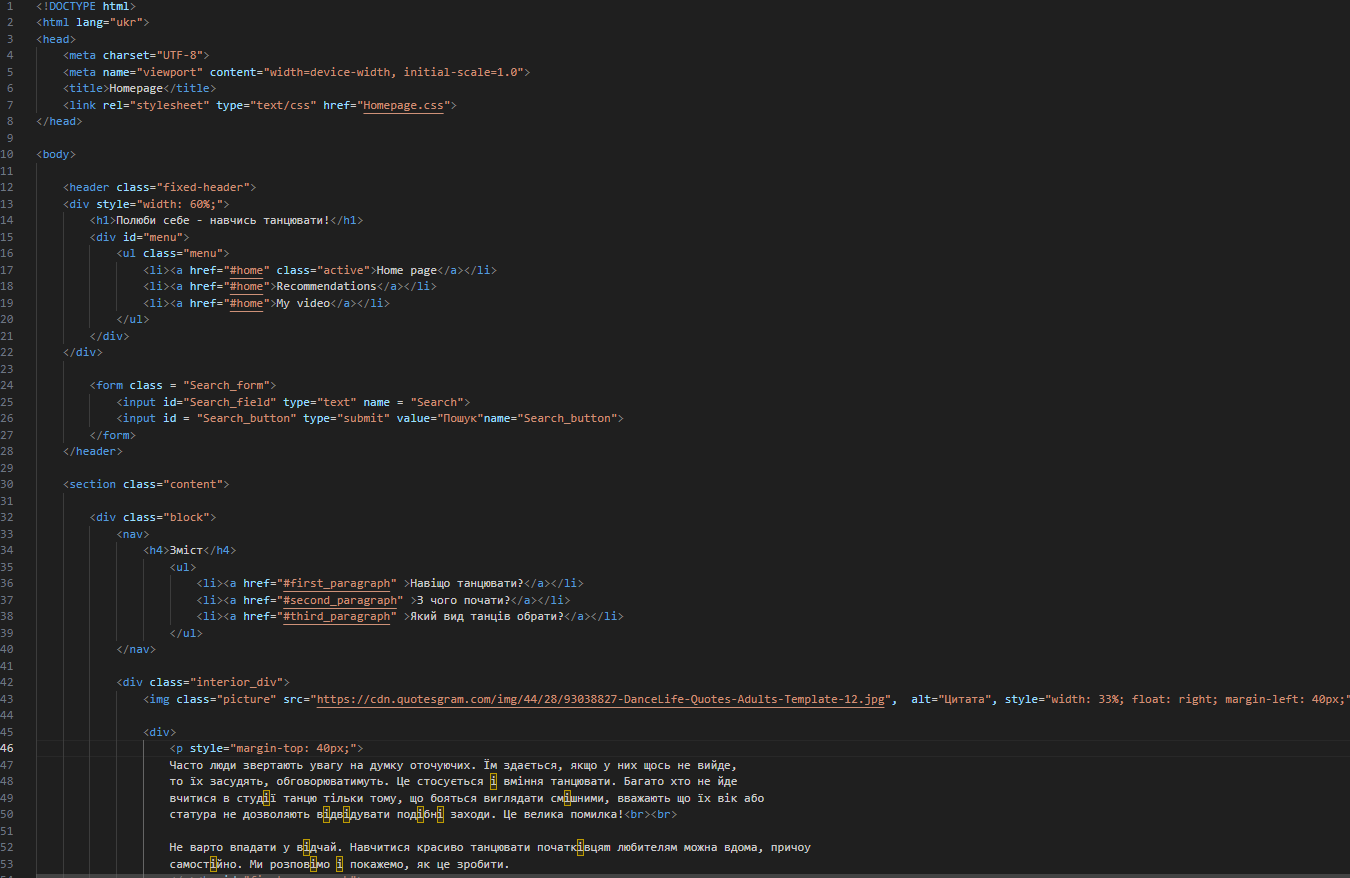 1 <!DOCTYPE html>
2 <html lang="ukr">
3 <head>
4 <meta charset="UTF-8">
5 <meta name="viewport" content="width=device-width, initial-scale=1.0">
6 <title>Homepage</title>
7 <link rel="stylesheet" type="text/css" href="Homepage.css">
8 </head>
9
10 <body>
11
12 <header class="fixed-header">
13 <div style="width: 60%;">
14 <h1>Полюби себе - навчись танцювати!</h1>
15 <div id="menu">
16 <ul class="menu">
17 <li><a href="#home" class="active">Home page</a></li>
18 <li><a href="#home">Recommendations</a></li>
19 <li><a href="#home">My video</a></li>
20 </ul>
21 </div>
22 </div>
23
24 <form class = "Search_form">
25 <input id="Search_field" type="text" name = "Search">
26 <input id = "Search_button" type="submit" value="Пошук"name="Search_button">
27 </form>
28 </header>
29
30 <section class="content">
31
32 <div class="block">
33 <nav>
34 <h4>Зміст</h4>
35 <ul>
36 <li><a href="#first_paragraph" >Навіщо танцювати?</a></li>
37 <li><a href="#second_paragraph" >З чого почати?</a></li>
38 <li><a href="#third_paragraph" >Який вид танців обрати?</a></li>
39 </ul>
40 </nav>
41
42 <div class="interior_div">
43 <img class="picture" src="https://cdn.quotesgram.com/img/44/28/93038827-DanceLife-Quotes-Adults-Template-12.jpg",  alt="Цитата", style="width: 33%; float: right; margin-left: 40px;"
44
45 <div>
46 <p style="margin-top: 40px;">
47 Часто люди звертають увагу на думку оточуючих. Їм здається, якщо у них щось не вийде,
48 то їх засудять, обговорюватимуть. Це стосується i вміння танцювати. Багато хто не йде
49 вчитися в студiї танцю тільки тому, що бояться виглядати смiшними, вважають що їх вік або
50 статура не дозволяють вiдвiдувати подiбнi заходи. Це велика помилка!<br><br>
51
52 Не варто впадати у вiдчай. Навчитися красиво танцювати початкiвцям любителям можна вдома, причоу
53 самостiйно. Ми розповiмо i покажемо, як це зробити.